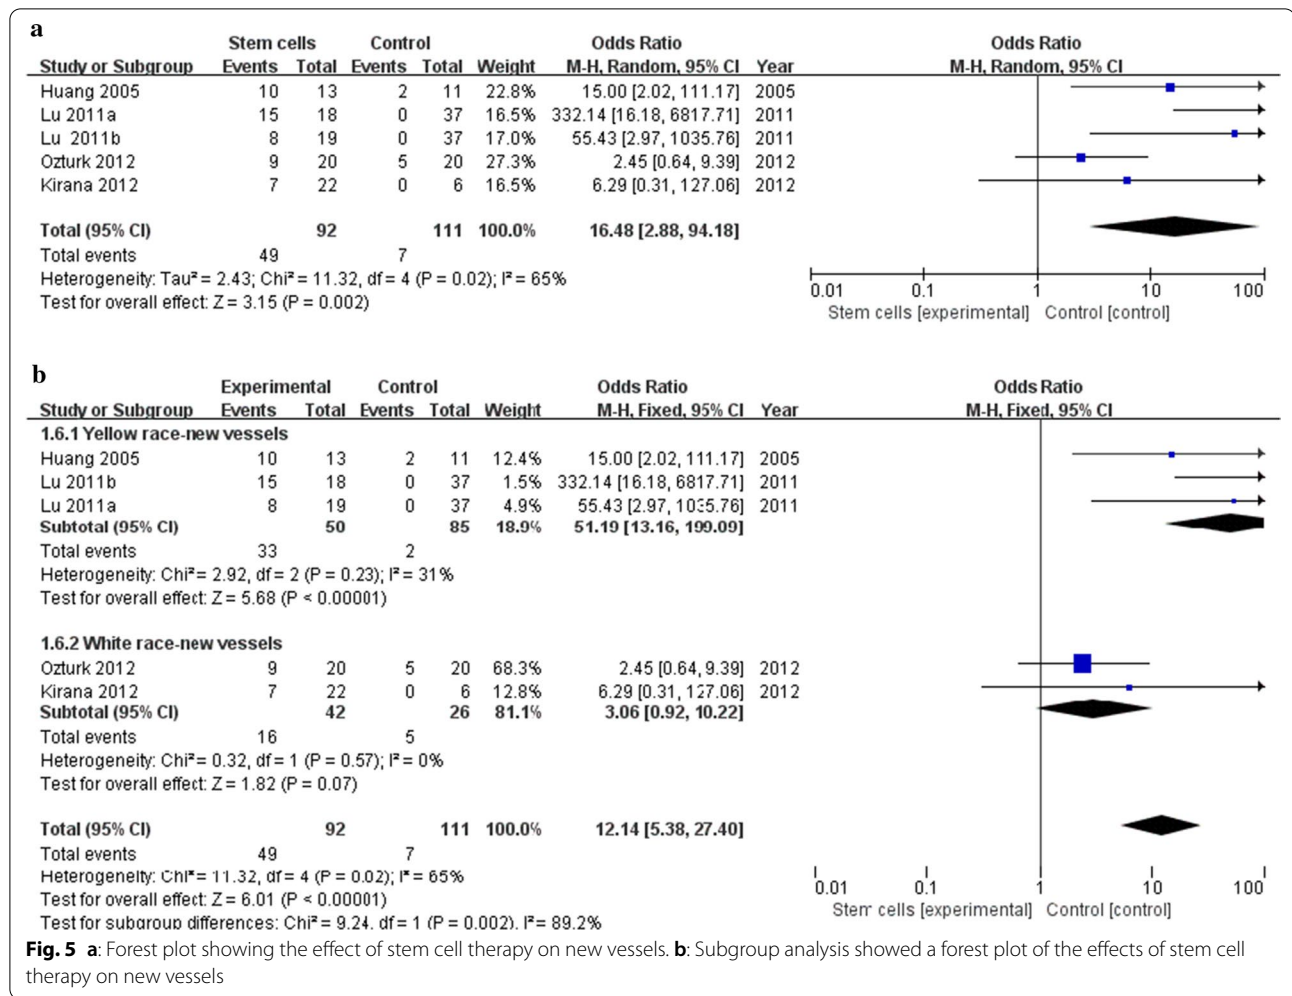 a
Stem cells Control Odds Ratio Odds Ratio
Study or Subgroup Events Total Events Total Weight M-H, Random, 95% CI Year M-H, Random, 95% CI
Huang 2005 10 13 2 11 22.8% 15.00 [2.02, 111.17] 2005
Lu 2011a 15 18 0 37 16.5% 332.14 [16.18, 6817.71] 2011
Lu 2011b 8 19 0 37 17.0% 55.43 [2.97, 1035.76] 2011
Ozturk 2012 9 20 5 20 27.3% 2.45 [0.64, 9.39] 2012
Kirana 2012 7 22 0 6 16.5% 6.29 [0.31, 127.06] 2012
Total (95% CI) 92 111 100.0% 16.48 [2.88, 94.18]
Total events 49 7
Heterogeneity: Tau² = 2.43; Chi² = 11.32, df = 4 (P = 0.02); I² = 65%
Test for overall effect: Z = 3.15 (P = 0.002)
0.01 0.1 1 10 100
Stem cells [experimental] Control [control]
b
Experimental Control Odds Ratio Odds Ratio
Study or Subgroup Events Total Events Total Weight M-H, Fixed, 95% CI Year M-H, Fixed, 95% CI
1.6.1 Yellow race-new vessels
Huang 2005 10 13 2 11 12.4% 15.00 [2.02, 111.17] 2005
Lu 2011b 15 18 0 37 1.5% 332.14 [16.18, 6817.71] 2011
Lu 2011a 8 19 0 37 4.9% 55.43 [2.97, 1035.76] 2011
Subtotal (95% CI) 50 85 18.9% 51.19 [13.16, 199.09]
Total events 33 2
Heterogeneity: Chi² = 2.92, df = 2 (P = 0.23); I² = 31%
Test for overall effect: Z = 5.68 (P < 0.00001)
1.6.2 White race-new vessels
Ozturk 2012 9 20 5 20 68.3% 2.45 [0.64, 9.39] 2012
Kirana 2012 7 22 0 6 12.8% 6.29 [0.31, 127.06] 2012
Subtotal (95% CI) 42 26 81.1% 3.06 [0.92, 10.22]
Total events 16 5
Heterogeneity: Chi² = 0.32, df = 1 (P = 0.57); I² = 0%
Test for overall effect: Z = 1.82 (P = 0.07)
Total (95% CI) 92 111 100.0% 12.14 [5.38, 27.40]
Total events 49 7
Heterogeneity: Chi² = 11.32, df = 4 (P = 0.02); I² = 65%
Test for overall effect: Z = 6.01 (P < 0.00001)
Test for subgroup differences: Chi² = 9.24, df = 1 (P = 0.002), I² = 89.2%
0.01 0.1 1 10 100
Stem cells [experimental] Control [control]
Fig. 5 a: Forest plot showing the effect of stem cell therapy on new vessels. b: Subgroup analysis showed a forest plot of the effects of stem cell
therapy on new vessels